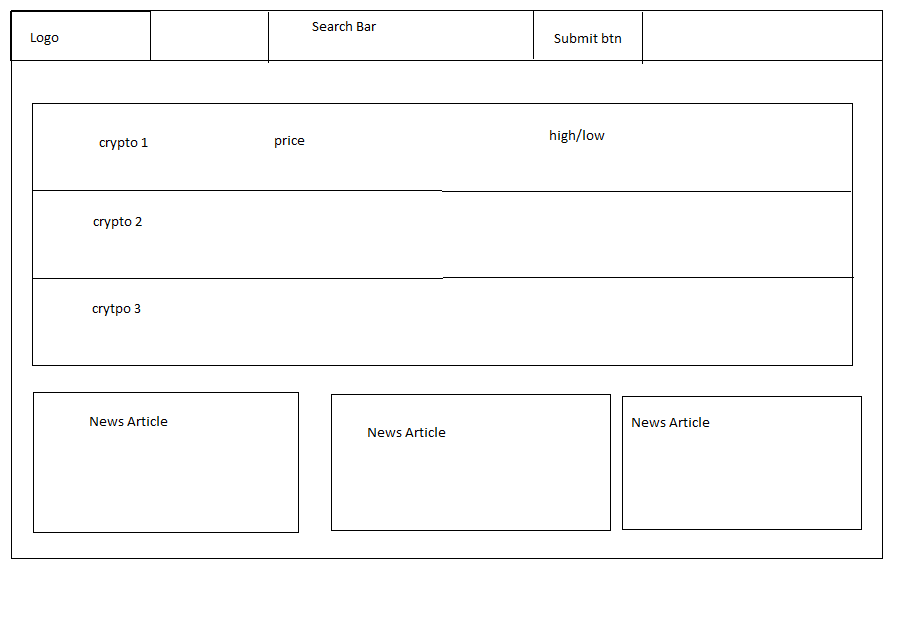 Logo
Search Bar
Submit btn
crypto 1
price
high/low
crypto 2
crytpo 3
News Article
News Article
News Article